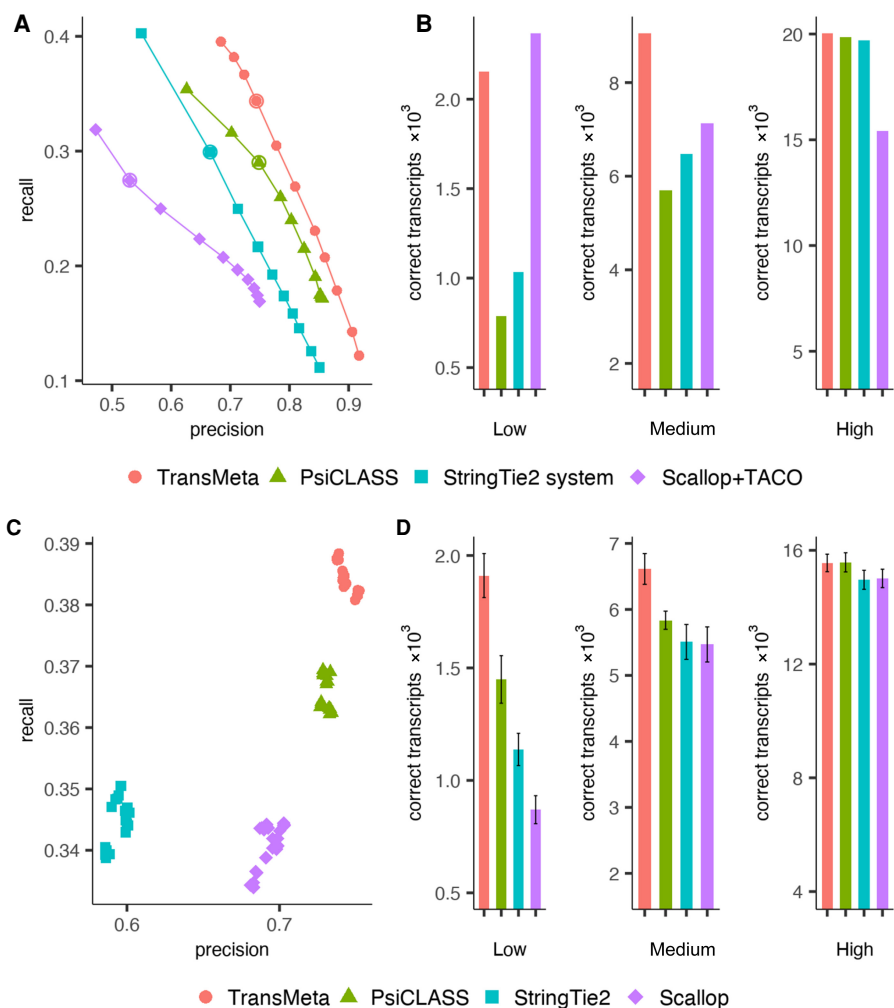 A
0.4
0.3
0.2
0.1
recall
0.5 0.6 0.7 0.8 0.9
precision
B
correct transcripts ×10³
2.0
1.5
1.0
0.5
Low
correct transcripts ×10³
8
6
4
2
Medium
correct transcripts ×10³
20
15
10
5
High
TransMeta PsiCLASS StringTie2 system Scallop+TACO
C
0.39
0.38
0.37
0.36
0.35
0.34
recall
0.6 0.7
precision
D
correct transcripts ×10³
2.0
1.5
1.0
0.5
Low
correct transcripts ×10³
7
6
5
4
3
2
Medium
correct transcripts ×10³
16
12
8
4
High
TransMeta PsiCLASS StringTie2 Scallop